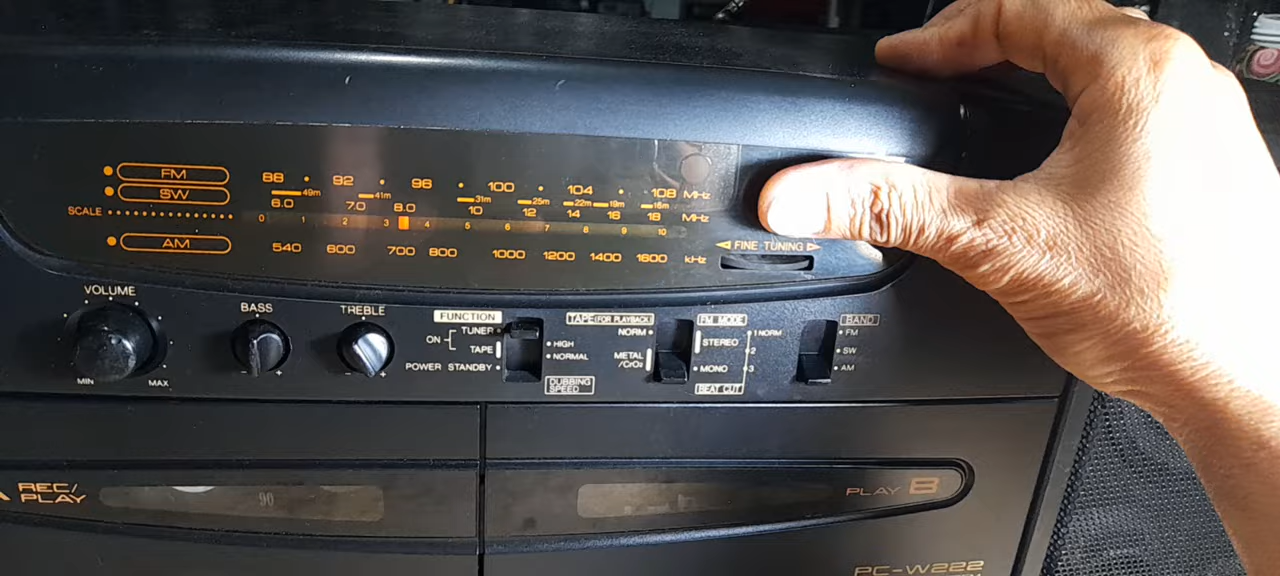 FM 88 • 92 • 96 • 100 • 104 • 108 MHz
SW 49m 41m 31m 25m 22m 19m 16m
6.0 7.0 8.0 10 12 14 16 18 MHz
SCALE 0 1 2 3 4 5 6 7 8 9 10
AM 540 600 700 800 1000 1200 1400 1600 kHz
FINE TUNING
VOLUME
MIN MAX
BASS
- +
TREBLE
- +
FUNCTION
ON TUNER
TAPE
POWER STANDBY
HIGH
NORMAL
DUBBING SPEED
TAPE (FOR PLAYBACK)
NORM
METAL
/CrO2
FM MODE
STEREO
MONO
1 NORM
2
3
BEAT CUT
BAND
FM
SW
AM
REC/
PLAY
90
PLAY B
PC-W222